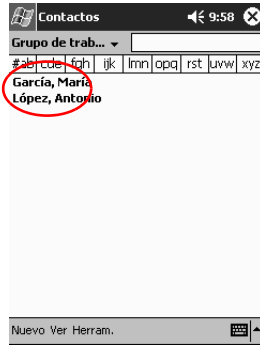 Contactos 9:58
Grupo de trab...
#ab cde fgh ijk lmn opq rst uvw xyz
García, María
López, Antonio
Nuevo Ver Herram.